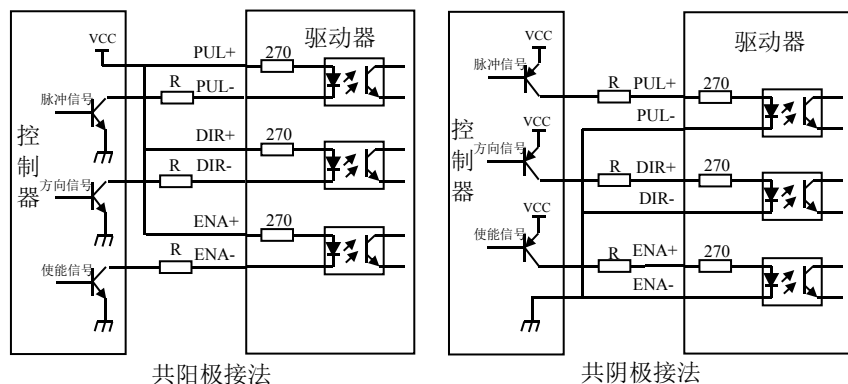 VCC
PUL+
270
驱动器
脉冲信号
R
PUL-
控制器
DIR+
270
方向信号
R
DIR-
ENA+
270
使能信号
R
ENA-
共阳极接法
VCC
驱动器
脉冲信号
R
PUL+
270
PUL-
控制器
VCC
方向信号
R
DIR+
270
DIR-
VCC
使能信号
R
ENA+
270
ENA-
共阴极接法